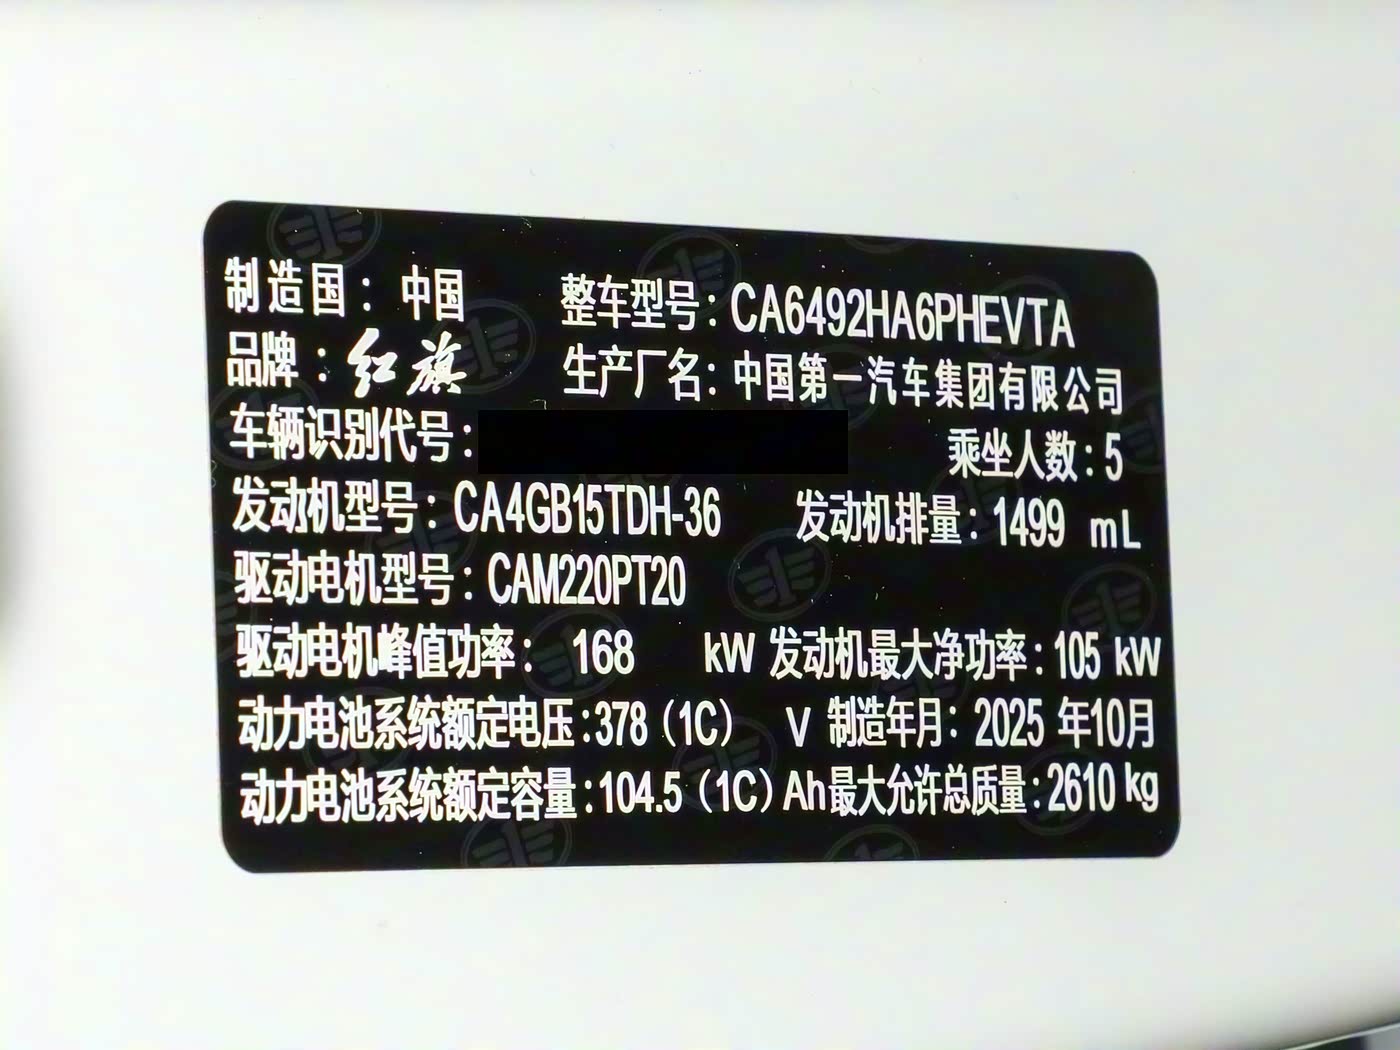 制造国：中国 整车型号：CA6492HA6PHEVTA
品牌：红旗 生产厂名：中国第一汽车集团有限公司
车辆识别代号： 乘坐人数：5
发动机型号：CA4GB15TDH-36 发动机排量：1499 mL
驱动电机型号：CAM220PT20
驱动电机峰值功率：168 kW 发动机最大净功率：105 kW
动力电池系统额定电压：378（1C） V 制造年月：2025 年10月
动力电池系统额定容量：104.5（1C）Ah 最大允许总质量：2610 kg